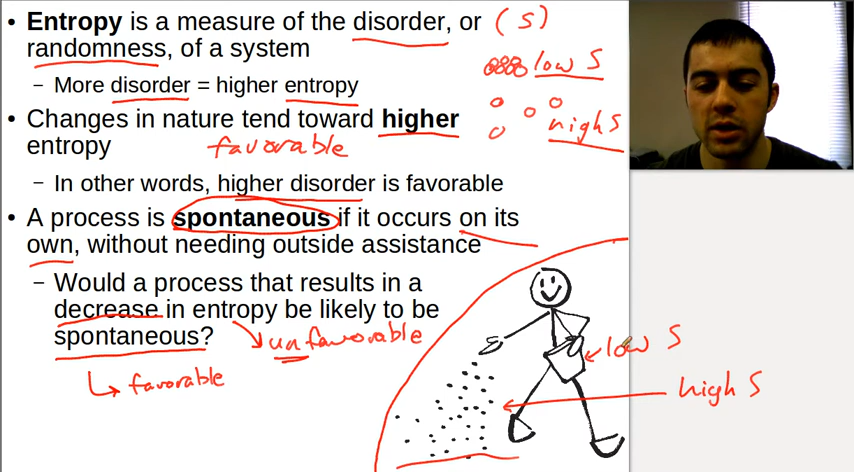 • Entropy is a measure of the disorder, or (S)
randomness, of a system
low S
– More disorder = higher entropy
high S
• Changes in nature tend toward higher
entropy favorable
– In other words, higher disorder is favorable
• A process is spontaneous if it occurs on its
own, without needing outside assistance
– Would a process that results in a
decrease in entropy be likely to be
spontaneous? unfavorable
low S
favorable
high S